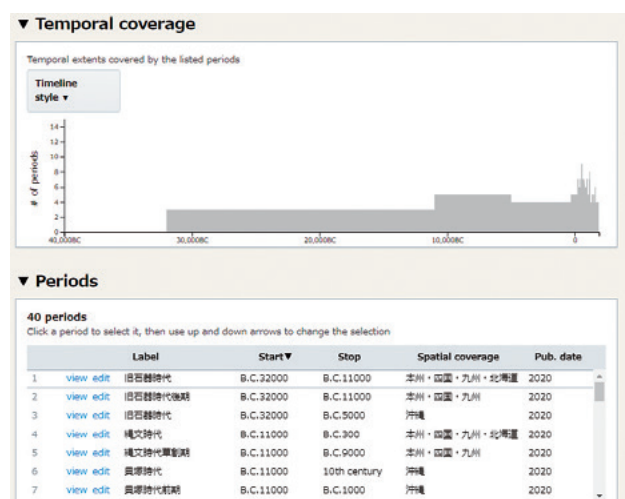 ▼ Temporal coverage
Temporal extents covered by the listed periods
Timeline
style ▼
# of periods
14
12
10
8
6
4
2
0
40,000BC 30,000BC 20,000BC 10,000BC 0
▼ Periods
40 periods
Click a period to select it, then use up and down arrows to change the selection
Label Start▼ Stop Spatial coverage Pub. date
1 view edit 旧石器時代 B.C.32000 B.C.11000 本州・四国・九州・北海道 2020
2 view edit 旧石器時代後期 B.C.32000 B.C.11000 本州・四国・九州 2020
3 view edit 旧石器時代 B.C.32000 B.C.5000 沖縄 2020
4 view edit 縄文時代 B.C.11000 B.C.300 本州・四国・九州・北海道 2020
5 view edit 縄文時代草創期 B.C.11000 B.C.9000 本州・四国・九州 2020
6 view edit 貝塚時代 B.C.11000 10th century 沖縄 2020
7 view edit 貝塚時代前期 B.C.11000 B.C.1000 沖縄 2020